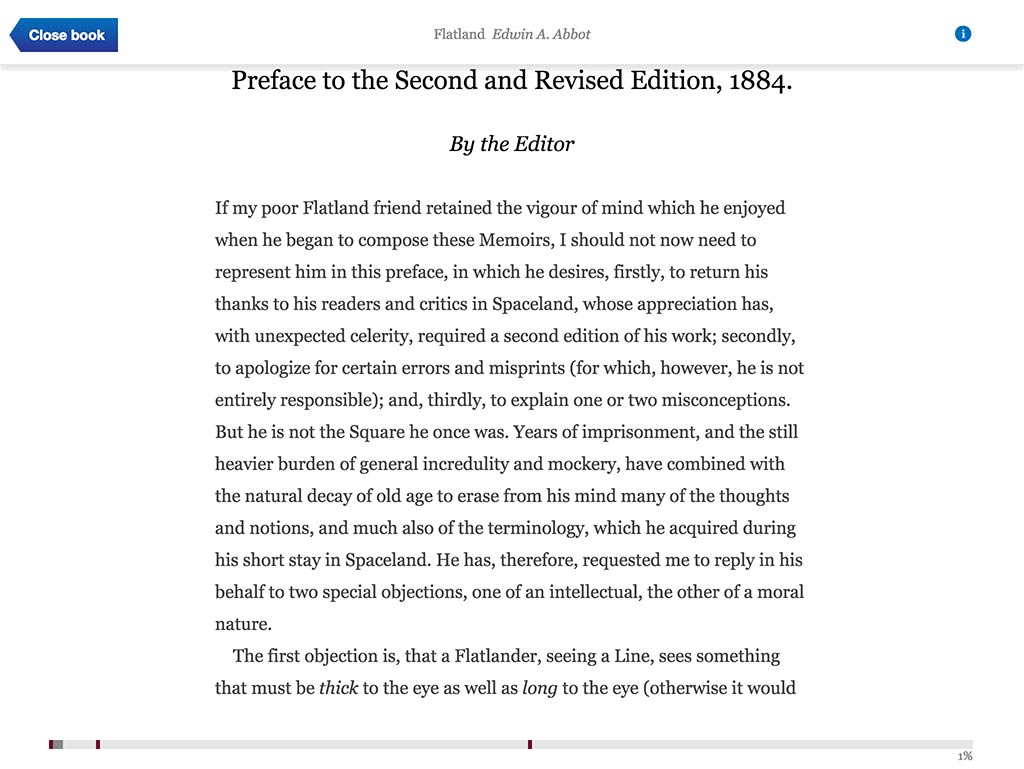 Close book
Flatland Edwin A. Abbot
i
Preface to the Second and Revised Edition, 1884.
By the Editor
If my poor Flatland friend retained the vigour of mind which he enjoyed
when he began to compose these Memoirs, I should not now need to
represent him in this preface, in which he desires, firstly, to return his
thanks to his readers and critics in Spaceland, whose appreciation has,
with unexpected celerity, required a second edition of his work; secondly,
to apologize for certain errors and misprints (for which, however, he is not
entirely responsible); and, thirdly, to explain one or two misconceptions.
But he is not the Square he once was. Years of imprisonment, and the still
heavier burden of general incredulity and mockery, have combined with
the natural decay of old age to erase from his mind many of the thoughts
and notions, and much also of the terminology, which he acquired during
his short stay in Spaceland. He has, therefore, requested me to reply in his
behalf to two special objections, one of an intellectual, the other of a moral
nature.
The first objection is, that a Flatlander, seeing a Line, sees something
that must be thick to the eye as well as long to the eye (otherwise it would
1%